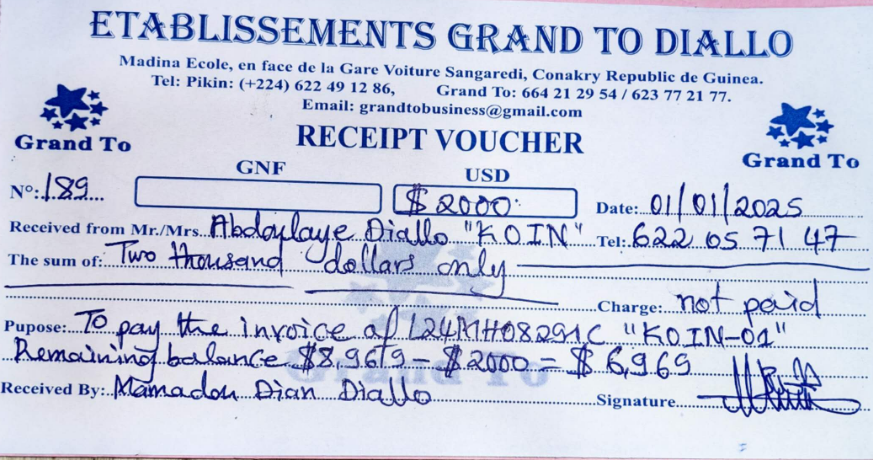 ETABLISSEMENTS GRAND TO DIALLO
Madina Ecole, en face de la Gare Voiture Sangaredi, Conakry Republic de Guinea.
Tel: Pikin: (+224) 622 49 12 86, Grand To: 664 21 29 54 / 623 77 21 77.
Email: grandtobusiness@gmail.com
Grand To
RECEIPT VOUCHER
Grand To
GNF USD
N°: 189 $ 2000 Date: 01/01/2025
Received from Mr./Mrs. Abdoylaye Diallo "KOIN" Tel: 622 05 71 47
The sum of: Two thousand dollars only
Charge: not paid
Pupose: To pay the invoice of L24MH08291C "KOIN-01"
Remaining balance $8,969 - $2000 = $6,969
Grand To
Received By: Mamadou Dian Diallo Signature